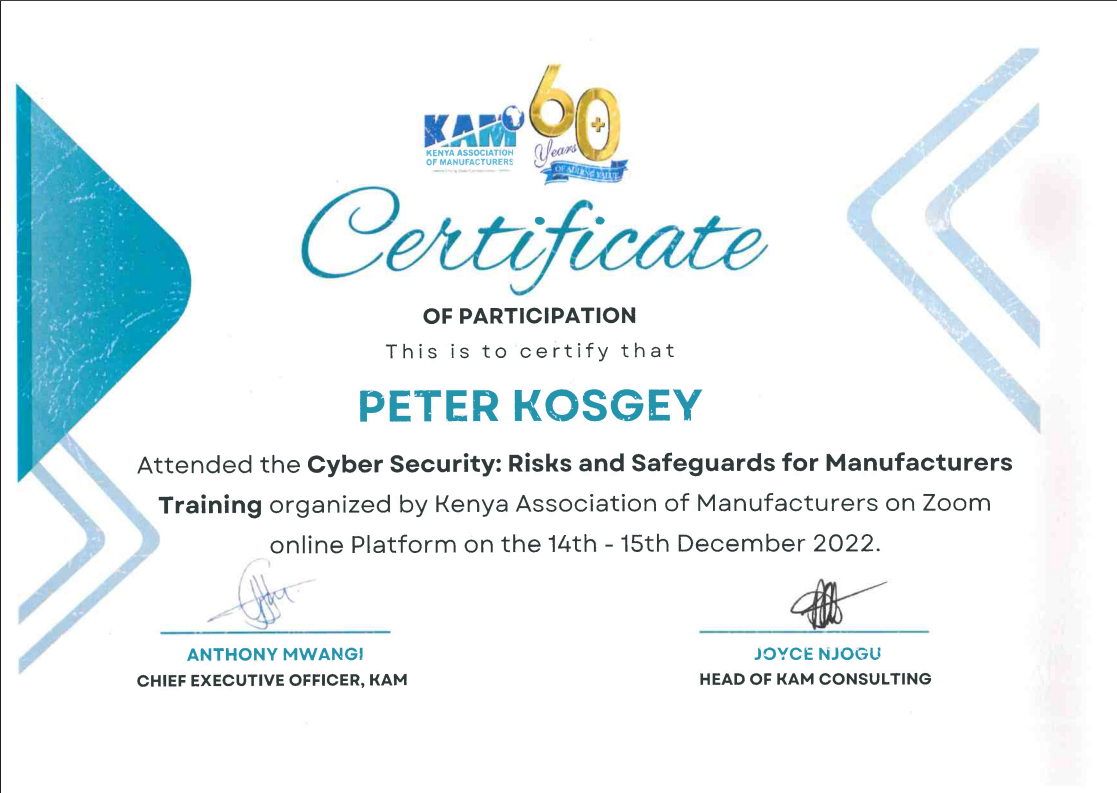 KAM
KENYA ASSOCIATION
OF MANUFACTURERS
60+
Years
OF ADDING VALUE
Certificate
OF PARTICIPATION
This is to certify that
PETER KOSGEY
Attended the Cyber Security: Risks and Safeguards for Manufacturers
Training organized by Kenya Association of Manufacturers on Zoom
online Platform on the 14th - 15th December 2022.
ANTHONY MWANGI
CHIEF EXECUTIVE OFFICER, KAM
JOYCE NJOGU
HEAD OF KAM CONSULTING